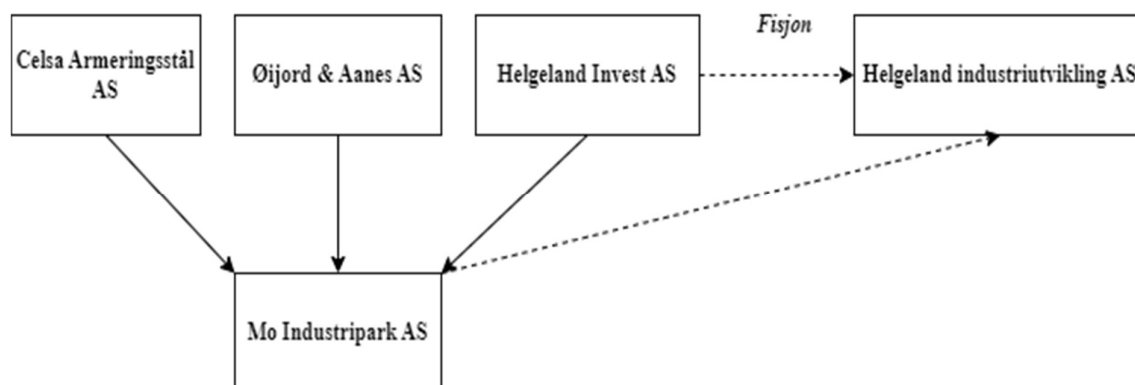 Fisjon
Celsa Armeringsstål
AS
Øijord & Aanes AS
Helgeland Invest AS
Helgeland industriutvikling AS
Mo Industripark AS